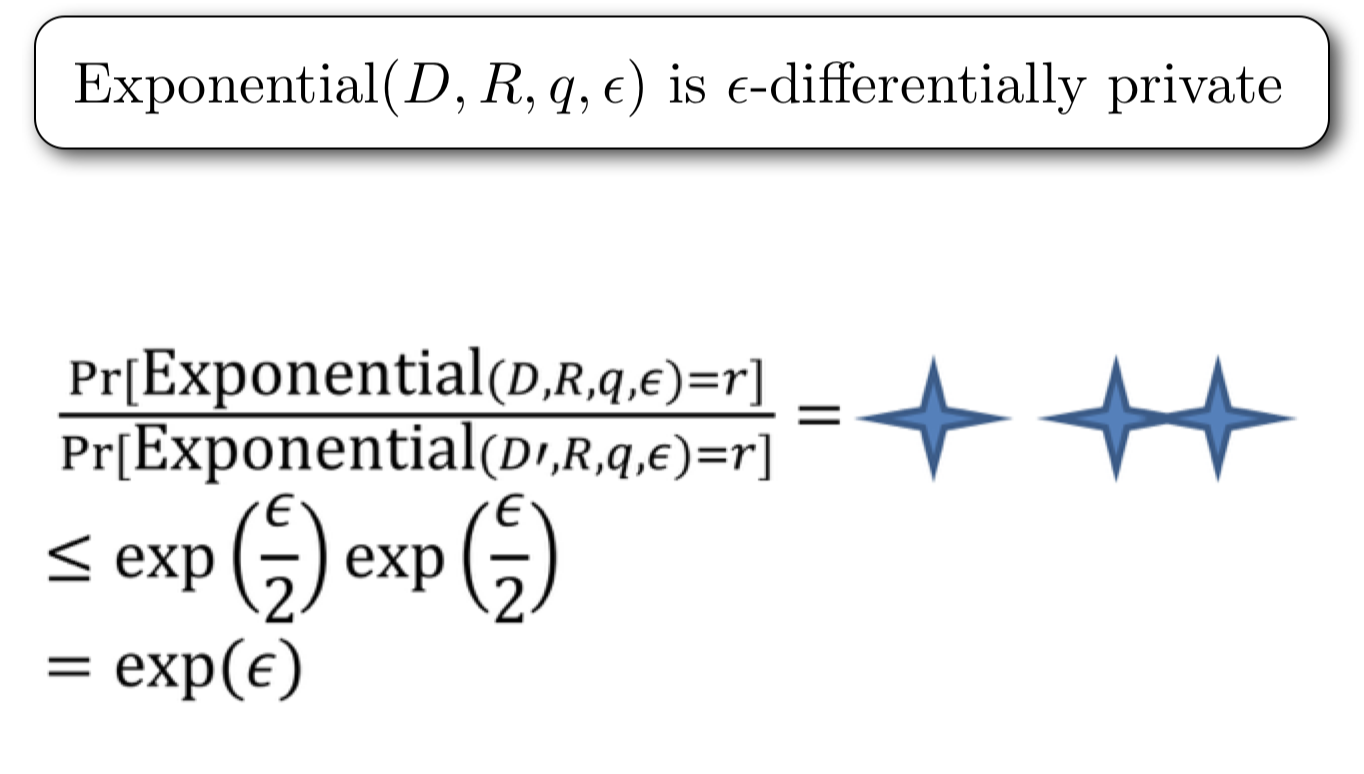 Exponential(D, R, q, ϵ) is ϵ-differentially private
Pr[Exponential(D,R,q,ϵ)=r]
=
Pr[Exponential(D′,R,q,ϵ)=r]
≤ exp(ϵ/2) exp(ϵ/2)
= exp(ϵ)